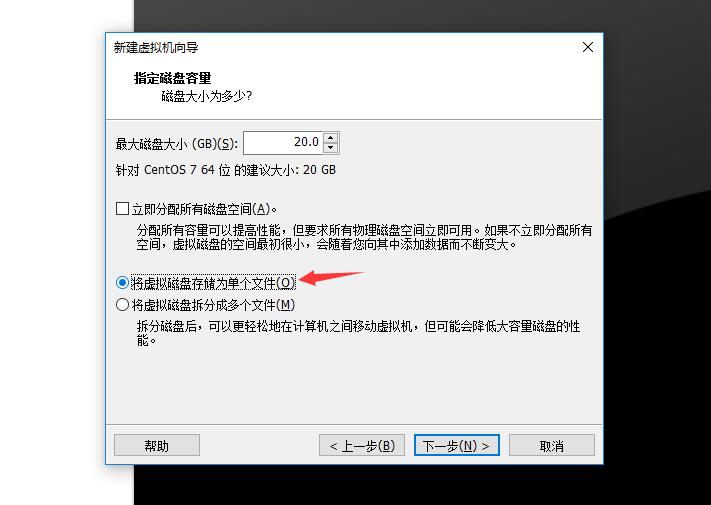 新建虚拟机向导
指定磁盘容量
磁盘大小为多少?
最大磁盘大小 (GB)(S): 20.0
针对 CentOS 7 64 位 的建议大小: 20 GB
立即分配所有磁盘空间(A)。
分配所有容量可以提高性能，但要求所有物理磁盘空间立即可用。如果不立即分配所有
空间，虚拟磁盘的空间最初很小，会随着您向其中添加数据而不断变大。
将虚拟磁盘存储为单个文件(O)
将虚拟磁盘拆分成多个文件(M)
拆分磁盘后，可以更轻松地在计算机之间移动虚拟机，但可能会降低大容量磁盘的性
能。
帮助 < 上一步(B) 下一步(N) > 取消